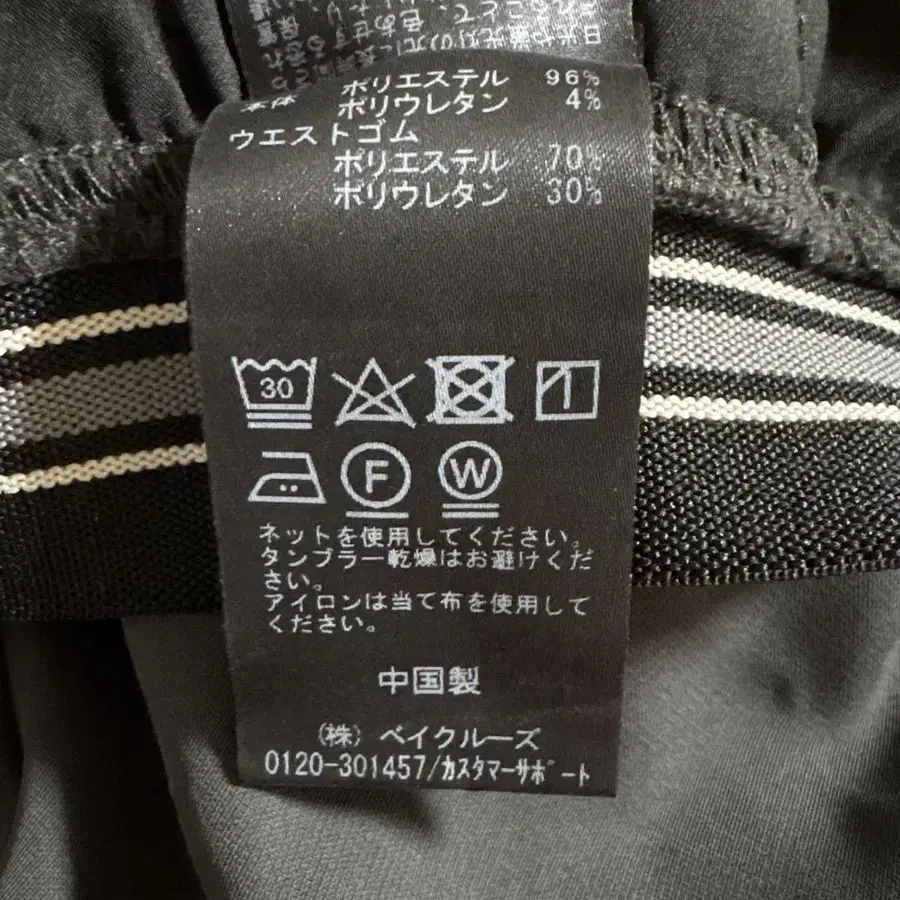 本体 ポリエステル 96%
ポリウレタン 4%
ウエストゴム
ポリエステル 70%
ポリウレタン 30%
30
F W
ネットを使用してください。
タンブラー乾燥はお避けくだ
さい。
アイロンは当て布を使用して
ください。
中国製
(株) ベイクルーズ
0120-301457/カスタマーサポート